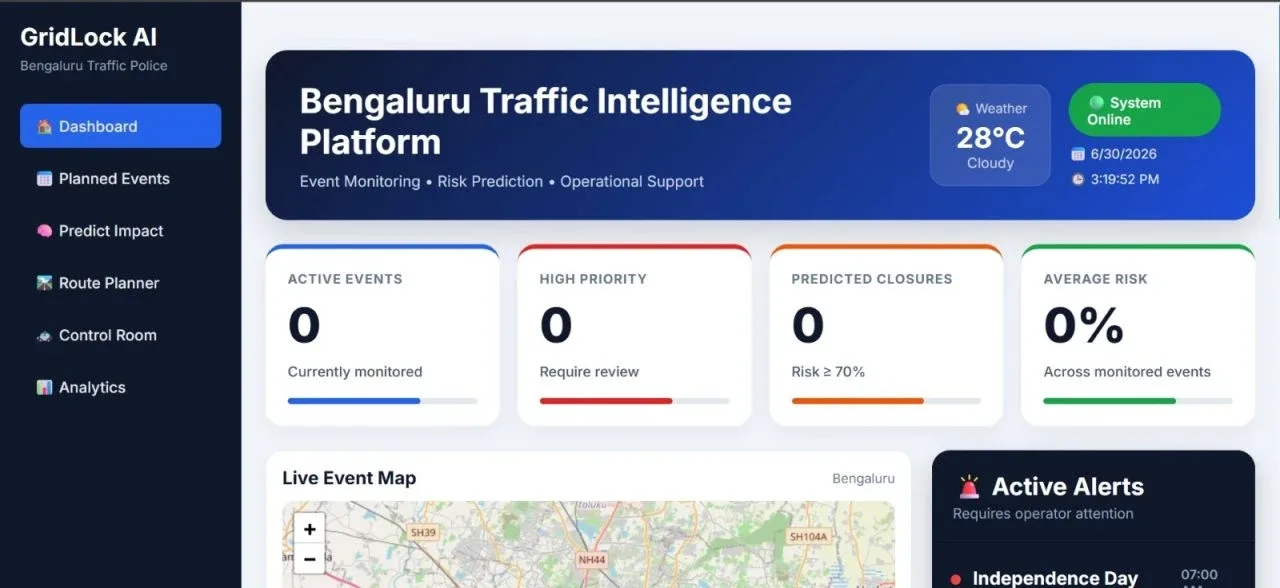 GridLock AI
Bengaluru Traffic Police
Dashboard
Planned Events
Predict Impact
Route Planner
Control Room
Analytics
Bengaluru Traffic Intelligence
Platform
Event Monitoring • Risk Prediction • Operational Support
Weather
28°C
Cloudy
System
Online
6/30/2026
3:19:52 PM
ACTIVE EVENTS
0
Currently monitored
HIGH PRIORITY
0
Require review
PREDICTED CLOSURES
0
Risk ≥ 70%
AVERAGE RISK
0%
Across monitored events
Live Event Map
Bengaluru
+
−
SH39
NH44
SH104A
Active Alerts
Requires operator attention
Independence Day
07:00